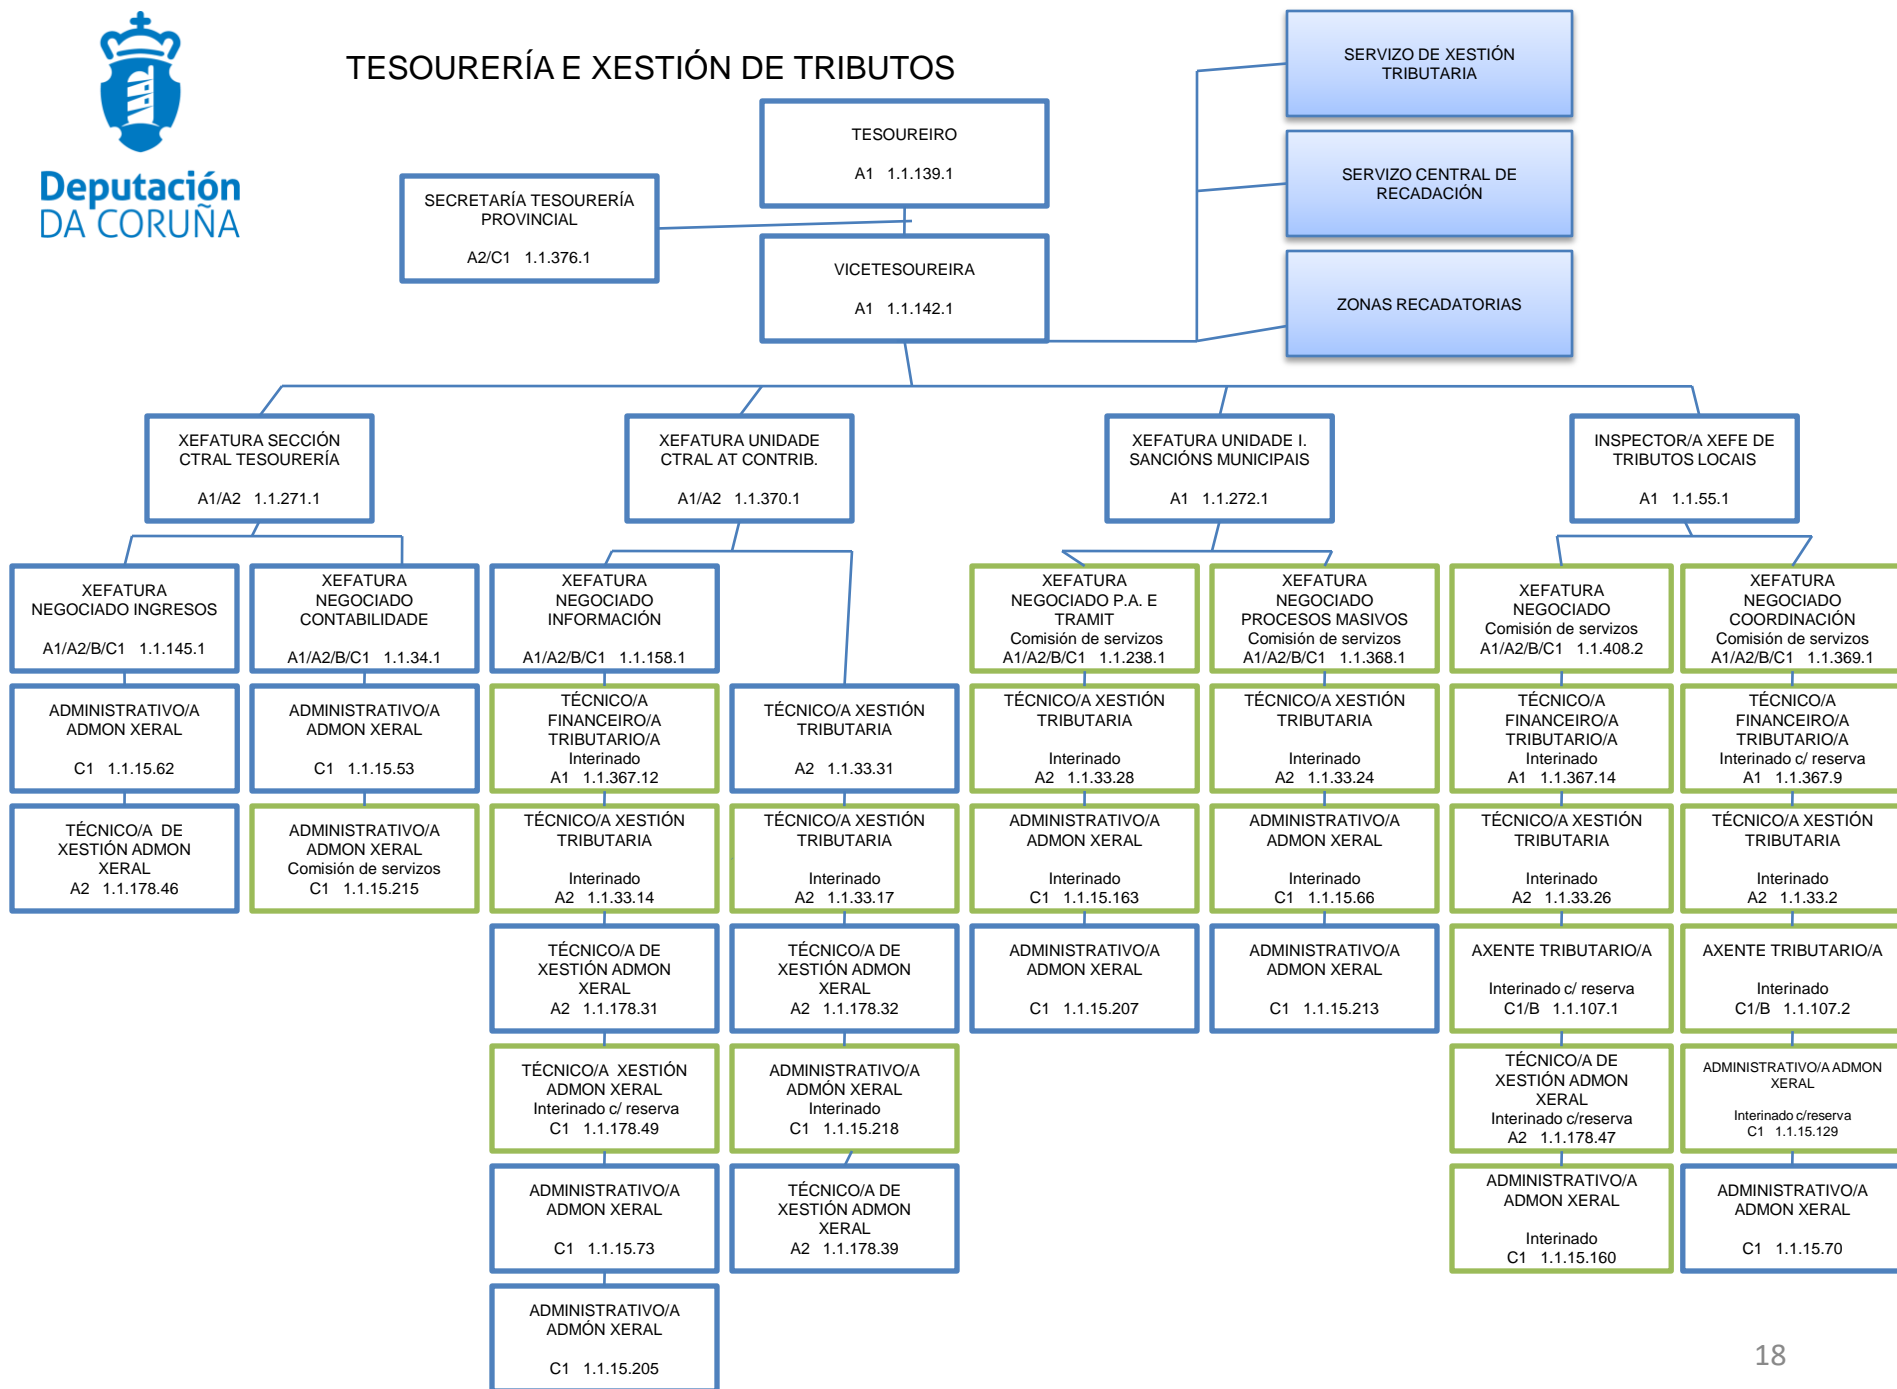 Deputación
DA CORUÑA
TESOURERÍA E XESTIÓN DE TRIBUTOS
SERVIZO DE XESTIÓN
TRIBUTARIA
SERVIZO CENTRAL DE
RECADACIÓN
ZONAS RECADATORIAS
TESOUREIRO
A1 1.1.139.1
SECRETARÍA TESOURERÍA
PROVINCIAL
A2/C1 1.1.376.1
VICETESOUREIRA
A1 1.1.142.1
XEFATURA SECCIÓN
CTRAL TESOURERÍA
A1/A2 1.1.271.1
XEFATURA UNIDADE
CTRAL AT CONTRIB.
A1/A2 1.1.370.1
XEFATURA UNIDADE I.
SANCIÓNS MUNICIPAIS
A1 1.1.272.1
INSPECTOR/A XEFE DE
TRIBUTOS LOCAIS
A1 1.1.55.1
XEFATURA
NEGOCIADO INGRESOS
A1/A2/B/C1 1.1.145.1
ADMINISTRATIVO/A
ADMON XERAL
C1 1.1.15.62
TÉCNICO/A DE
XESTIÓN ADMON
XERAL
A2 1.1.178.46
XEFATURA
NEGOCIADO
CONTABILIDADE
A1/A2/B/C1 1.1.34.1
ADMINISTRATIVO/A
ADMON XERAL
C1 1.1.15.53
ADMINISTRATIVO/A
ADMON XERAL
Comisión de servizos
C1 1.1.15.215
XEFATURA
NEGOCIADO
INFORMACIÓN
A1/A2/B/C1 1.1.158.1
TÉCNICO/A
FINANCEIRO/A
TRIBUTARIO/A
Interinado
A1 1.1.367.12
TÉCNICO/A XESTIÓN
TRIBUTARIA
Interinado
A2 1.1.33.14
TÉCNICO/A DE
XESTIÓN ADMON
XERAL
A2 1.1.178.31
TÉCNICO/A XESTIÓN
ADMON XERAL
Interinado c/ reserva
C1 1.1.178.49
ADMINISTRATIVO/A
ADMON XERAL
C1 1.1.15.73
ADMINISTRATIVO/A
ADMÓN XERAL
C1 1.1.15.205
TÉCNICO/A XESTIÓN
TRIBUTARIA
A2 1.1.33.31
TÉCNICO/A XESTIÓN
TRIBUTARIA
Interinado
A2 1.1.33.17
TÉCNICO/A DE
XESTIÓN ADMON
XERAL
A2 1.1.178.32
ADMINISTRATIVO/A
ADMÓN XERAL
Interinado
C1 1.1.15.218
TÉCNICO/A DE
XESTIÓN ADMON
XERAL
A2 1.1.178.39
XEFATURA
NEGOCIADO P.A. E
TRAMIT
Comisión de servizos
A1/A2/B/C1 1.1.238.1
TÉCNICO/A XESTIÓN
TRIBUTARIA
Interinado
A2 1.1.33.28
ADMINISTRATIVO/A
ADMON XERAL
Interinado
C1 1.1.15.163
ADMINISTRATIVO/A
ADMON XERAL
C1 1.1.15.207
XEFATURA
NEGOCIADO
PROCESOS MASIVOS
Comisión de servizos
A1/A2/B/C1 1.1.368.1
TÉCNICO/A XESTIÓN
TRIBUTARIA
Interinado
A2 1.1.33.24
ADMINISTRATIVO/A
ADMON XERAL
Interinado
C1 1.1.15.66
ADMINISTRATIVO/A
ADMON XERAL
C1 1.1.15.213
XEFATURA
NEGOCIADO
Comisión de servizos
A1/A2/B/C1 1.1.408.2
TÉCNICO/A
FINANCEIRO/A
TRIBUTARIO/A
Interinado
A1 1.1.367.14
TÉCNICO/A XESTIÓN
TRIBUTARIA
Interinado
A2 1.1.33.26
AXENTE TRIBUTARIO/A
Interinado c/ reserva
C1/B 1.1.107.1
TÉCNICO/A DE
XESTIÓN ADMON
XERAL
Interinado c/reserva
A2 1.1.178.47
ADMINISTRATIVO/A
ADMON XERAL
Interinado
C1 1.1.15.160
XEFATURA
NEGOCIADO
COORDINACIÓN
Comisión de servizos
A1/A2/B/C1 1.1.369.1
TÉCNICO/A
FINANCEIRO/A
TRIBUTARIO/A
Interinado c/ reserva
A1 1.1.367.9
TÉCNICO/A XESTIÓN
TRIBUTARIA
Interinado
A2 1.1.33.2
AXENTE TRIBUTARIO/A
Interinado
C1/B 1.1.107.2
ADMINISTRATIVO/A ADMON
XERAL
Interinado c/reserva
C1 1.1.15.129
ADMINISTRATIVO/A
ADMON XERAL
C1 1.1.15.70
18